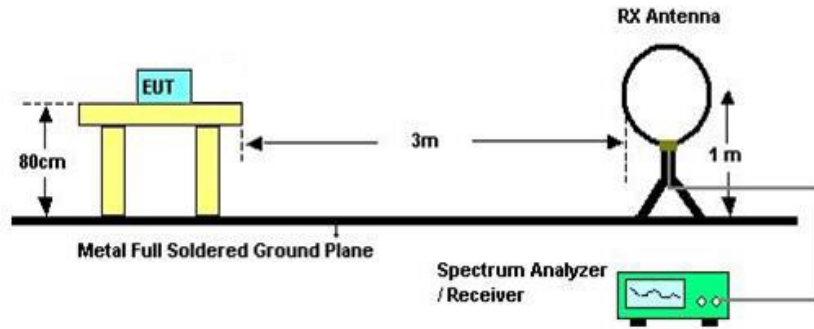 RX Antenna
EUT
3m
80cm
1 m
Metal Full Soldered Ground Plane
Spectrum Analyzer
/ Receiver